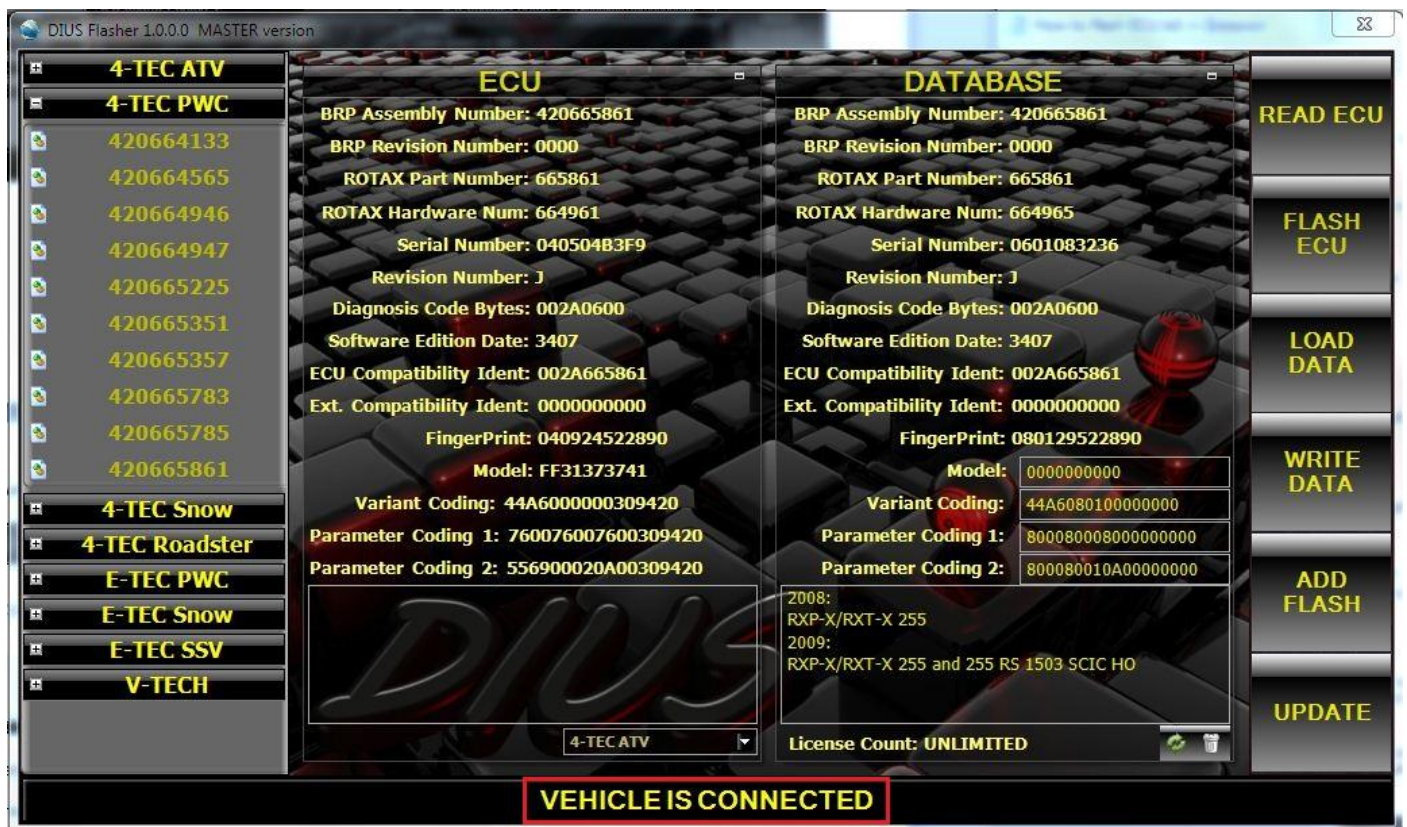 DIUS Flasher 1.0.0.0 MASTER version
4-TEC ATV
4-TEC PWC
420664133
420664565
420664946
420664947
420665225
420665351
420665357
420665783
420665785
420665861
4-TEC Snow
4-TEC Roadster
E-TEC PWC
E-TEC Snow
E-TEC SSV
V-TECH
ECU
BRP Assembly Number: 420665861
BRP Revision Number: 0000
ROTAX Part Number: 665861
ROTAX Hardware Num: 664961
Serial Number: 040504B3F9
Revision Number: J
Diagnosis Code Bytes: 002A0600
Software Edition Date: 3407
ECU Compatibility Ident: 002A665861
Ext. Compatibility Ident: 0000000000
FingerPrint: 040924522890
Model: FF31373741
Variant Coding: 44A6000000309420
Parameter Coding 1: 760076007600309420
Parameter Coding 2: 556900020A00309420
DIUS
4-TEC ATV
DATABASE
BRP Assembly Number: 420665861
BRP Revision Number: 0000
ROTAX Part Number: 665861
ROTAX Hardware Num: 664965
Serial Number: 0601083236
Revision Number: J
Diagnosis Code Bytes: 002A0600
Software Edition Date: 3407
ECU Compatibility Ident: 002A665861
Ext. Compatibility Ident: 0000000000
FingerPrint: 080129522890
Model: 0000000000
Variant Coding: 44A6080100000000
Parameter Coding 1: 800080008000000000
Parameter Coding 2: 800080010A00000000
2008:
RXP-X/RXT-X 255
2009:
RXP-X/RXT-X 255 and 255 RS 1503 SCIC HO
License Count: UNLIMITED
READ ECU
FLASH
ECU
LOAD
DATA
WRITE
DATA
ADD
FLASH
UPDATE
VEHICLE IS CONNECTED